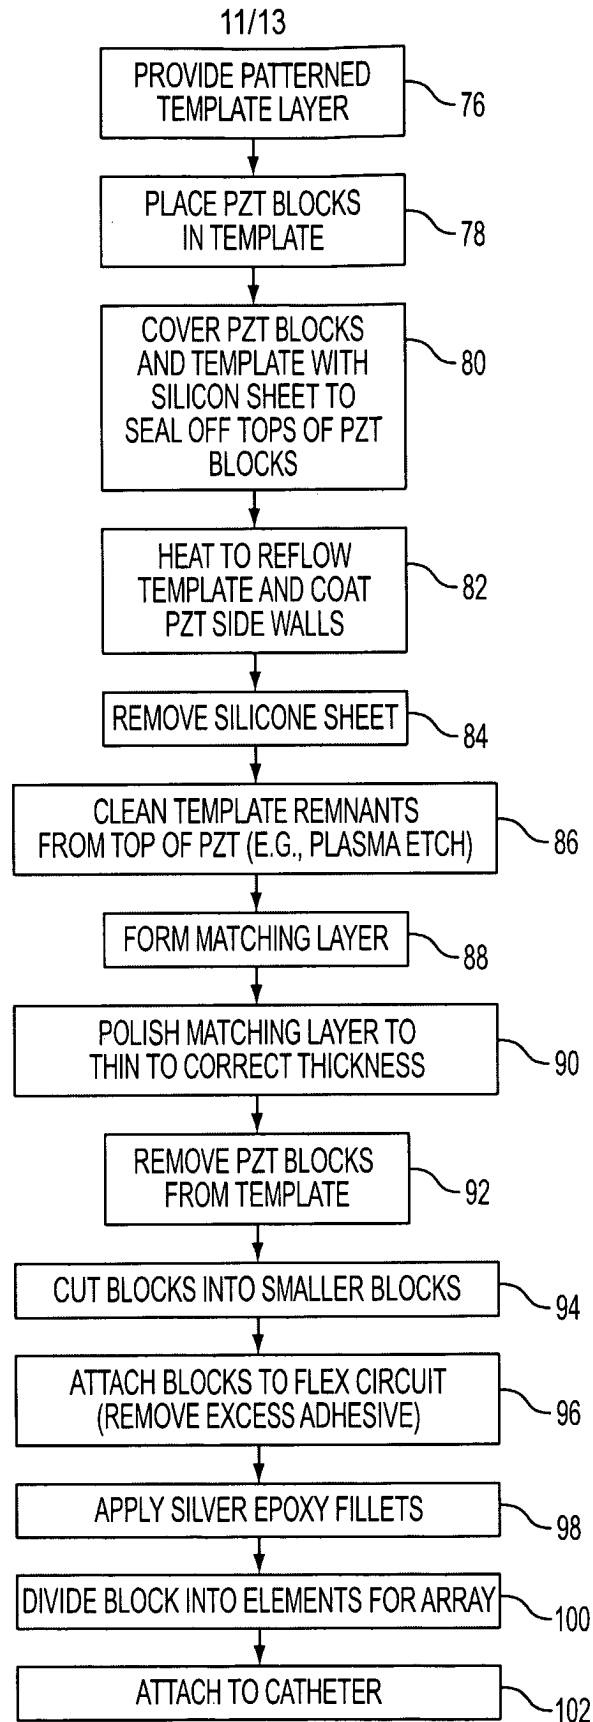 11/13
PROVIDE PATTERNED
TEMPLATE LAYER
76
PLACE PZT BLOCKS
IN TEMPLATE
78
COVER PZT BLOCKS
AND TEMPLATE WITH
SILICON SHEET TO
SEAL OFF TOPS OF PZT
BLOCKS
80
HEAT TO REFLOW
TEMPLATE AND COAT
PZT SIDE WALLS
82
REMOVE SILICONE SHEET
84
CLEAN TEMPLATE REMNANTS
FROM TOP OF PZT (E.G., PLASMA ETCH)
86
FORM MATCHING LAYER
88
POLISH MATCHING LAYER TO
THIN TO CORRECT THICKNESS
90
REMOVE PZT BLOCKS
FROM TEMPLATE
92
CUT BLOCKS INTO SMALLER BLOCKS
94
ATTACH BLOCKS TO FLEX CIRCUIT
(REMOVE EXCESS ADHESIVE)
96
APPLY SILVER EPOXY FILLETS
98
DIVIDE BLOCK INTO ELEMENTS FOR ARRAY
100
ATTACH TO CATHETER
102